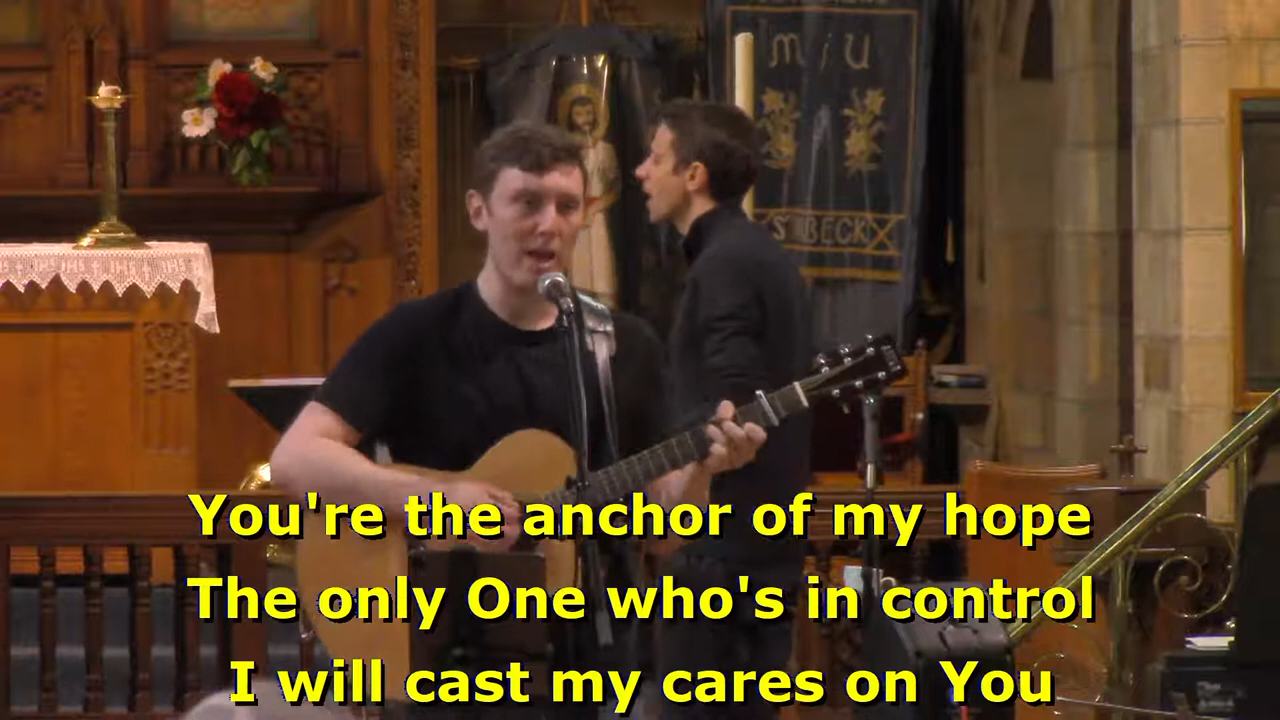 m i u
You're the anchor of my hope
The only One who's in control
I will cast my cares on You